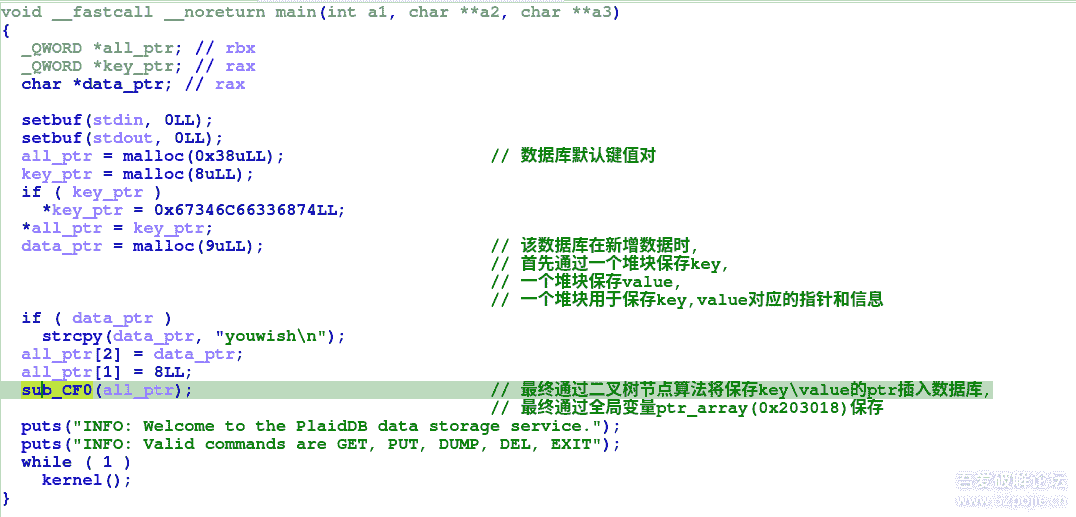 void __fastcall __noreturn main(int a1, char **a2, char **a3)
{
_QWORD *all_ptr; // rbx
_QWORD *key_ptr; // rax
char *data_ptr; // rax
setbuf(stdin, 0LL);
setbuf(stdout, 0LL);
all_ptr = malloc(0x38uLL); // 数据库默认键值对
key_ptr = malloc(8uLL);
if ( key_ptr )
*key_ptr = 0x67346C66336874LL;
*all_ptr = key_ptr;
data_ptr = malloc(9uLL); // 该数据库在新增数据时,
// 首先通过一个堆块保存key,
// 一个堆块保存value,
// 一个堆块用于保存key,value对应的指针和信息
if ( data_ptr )
strcpy(data_ptr, "youwish\n");
all_ptr[2] = data_ptr;
all_ptr[1] = 8LL;
sub_CF0(all_ptr); // 最终通过二叉树节点算法将保存key\value的ptr插入数据库,
// 最终通过全局变量ptr_array(0x203018)保存
puts("INFO: Welcome to the PlaidDB data storage service.");
puts("INFO: Valid commands are GET, PUT, DUMP, DEL, EXIT");
while ( 1 )
kernel();
}
吾爱破解论坛
www.52pojie.cn